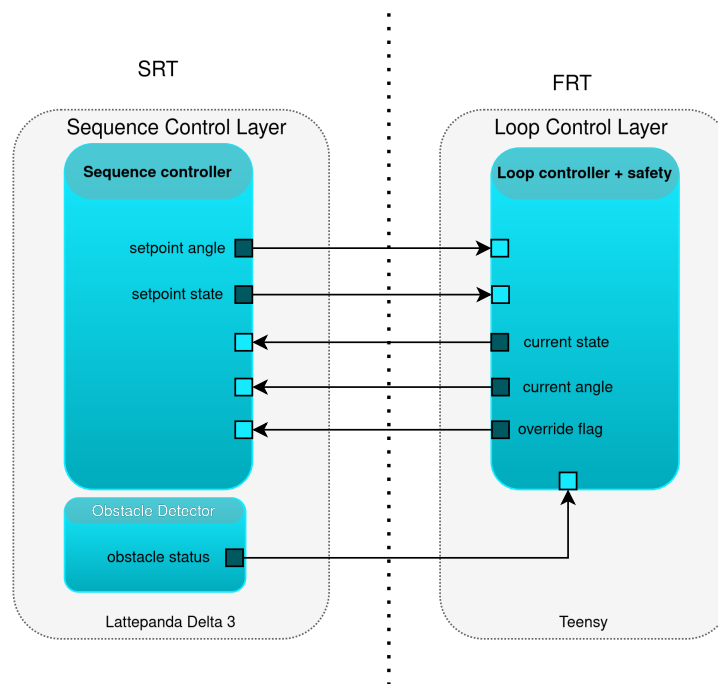 SRT
FRT
Sequence Control Layer
Loop Control Layer
Sequence controller
Loop controller + safety
setpoint angle
setpoint state
current state
current angle
override flag
Obstacle Detector
obstacle status
Lattepanda Delta 3
Teensy